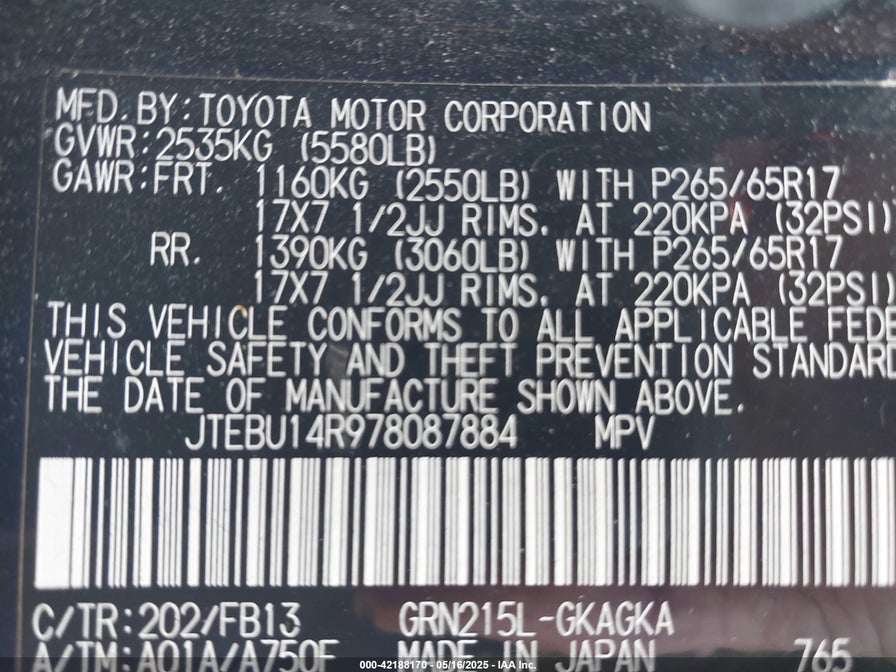 MFD. BY: TOYOTA MOTOR CORPORATION
GVWR: 2535KG (5580LB)
GAWR: FRT. 1160KG (2550LB) WITH P265/65R17
17X7 1/2JJ RIMS. AT 220KPA (32PSI)
RR. 1390KG (3060LB) WITH P265/65R17
17X7 1/2JJ RIMS. AT 220KPA (32PSI)
THIS VEHICLE CONFORMS TO ALL APPLICABLE FEDE
VEHICLE SAFETY AND THEFT PREVENTION STANDARD
THE DATE OF MANUFACTURE SHOWN ABOVE.
JTEBU14R978087884 MPV
C/TR: 202/FB13 GRN215L-GKAGKA
A/TM: A01A/A750F MADE IN JAPAN 765
000-42188170 - 05/16/2025 - IAA Inc.